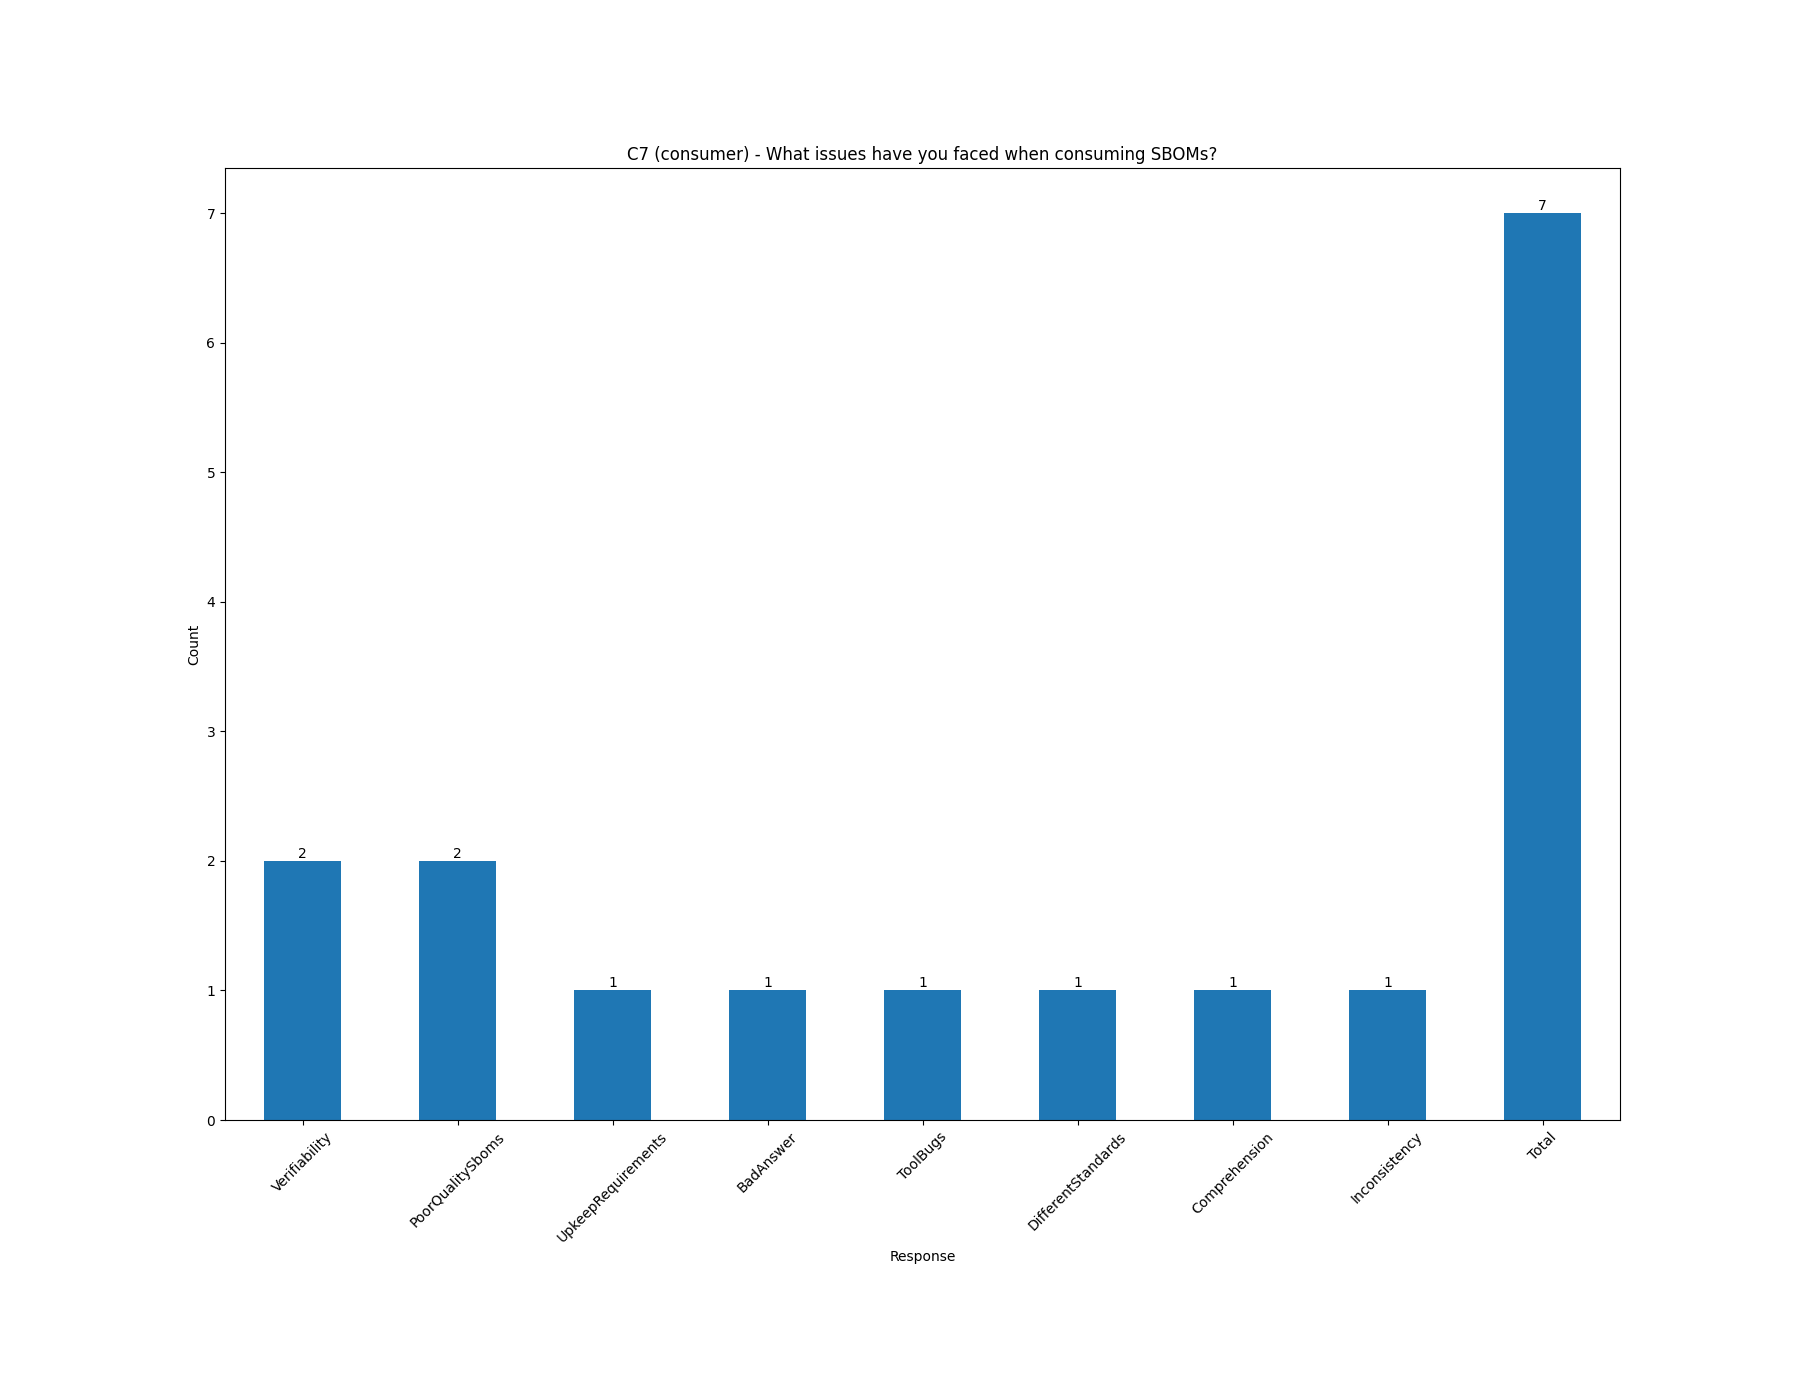 C7 (consumer) - What issues have you faced when consuming SBOMs?
7
6
5
4
3
2
1
0
Count
2
2
1
1
1
1
1
1
7
Verifiability
PoorQualitySboms
UpkeepRequirements
BadAnswer
ToolBugs
DifferentStandards
Comprehension
Inconsistency
Total
Response